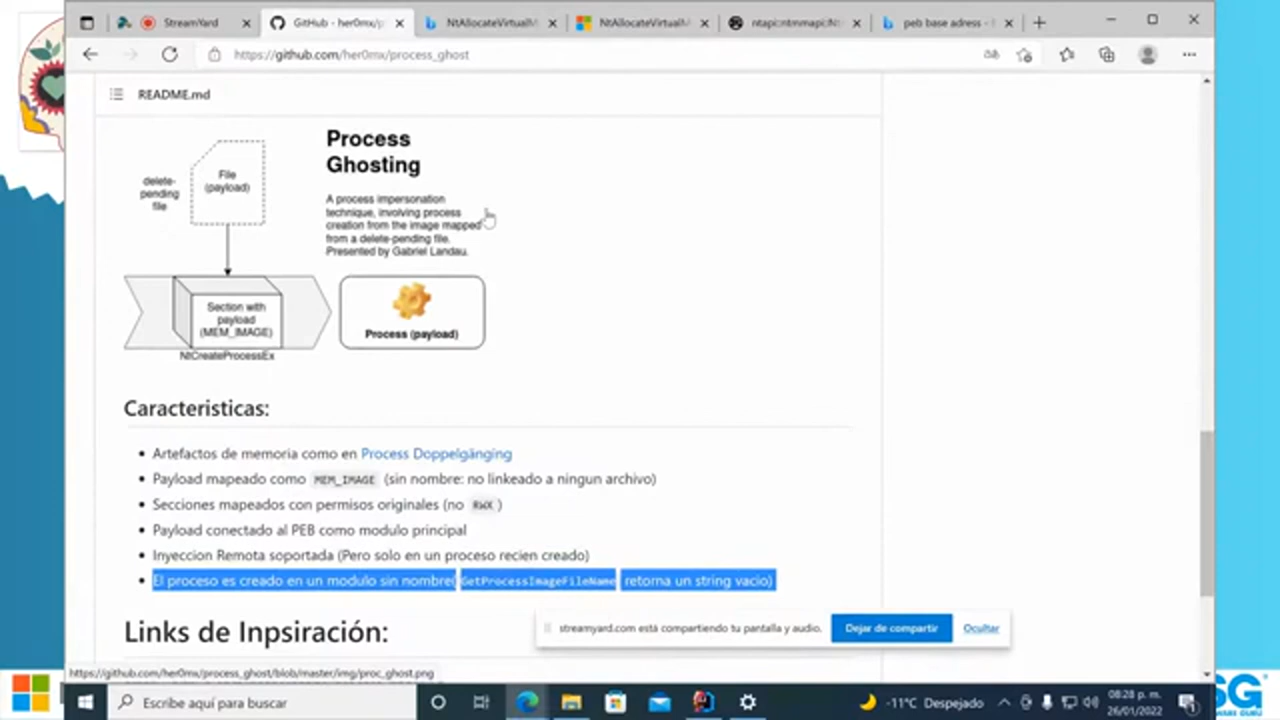 StreamYard
GitHub - her0mx/p
NtAllocateVirtualM
NtAllocateVirtualM
ntapi:ntmmapi:Nt
peb base adress -
https://github.com/her0mx/process_ghost
README.md
Process
Ghosting
delete-
pending
file
File
(payload)
A process impersonation
technique, involving process
creation from the image mapped
from a delete-pending file.
Presented by Gabriel Landau.
Section with
payload
(MEM_IMAGE)
NtCreateProcessEx
Process (payload)
Caracteristicas:
Artefactos de memoria como en Process Doppelgänging
Payload mapeado como MEM_IMAGE (sin nombre: no linkeado a ningun archivo)
Secciones mapeados con permisos originales (no RWX )
Payload conectado al PEB como modulo principal
Inyeccion Remota soportada (Pero solo en un proceso recien creado)
El proceso es creado en un modulo sin nombre( GetProcessImageFileName retorna un string vacio)
Links de Inpsiración:
streamyard.com está compartiendo tu pantalla y audio.
Dejar de compartir
Ocultar
https://github.com/her0mx/process_ghost/blob/master/img/proc_ghost.png
Escribe aquí para buscar
-11°C Despejado
08:28 p. m.
26/01/2022
SG